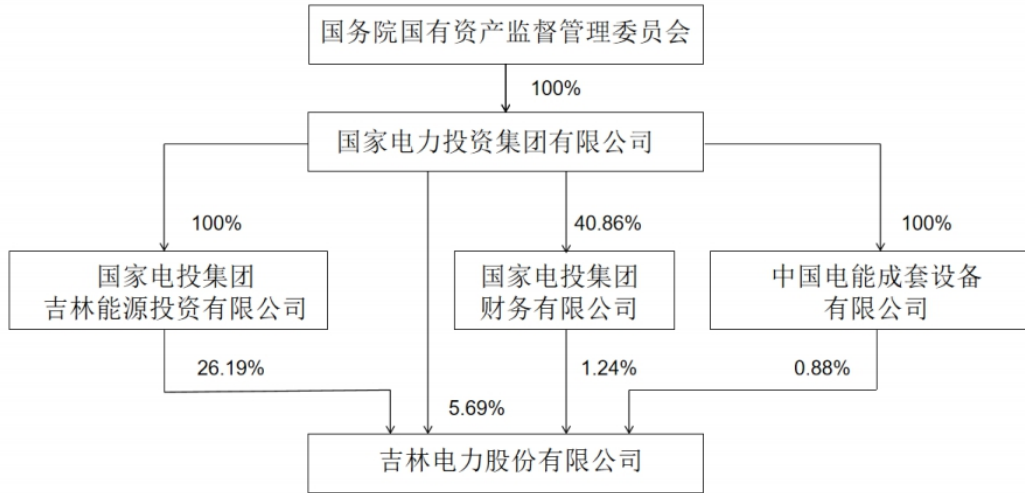 国务院国有资产监督管理委员会
100%
国家电力投资集团有限公司
100%
40.86%
100%
国家电投集团
吉林能源投资有限公司
国家电投集团
财务有限公司
中国电能成套设备
有限公司
26.19%
5.69%
1.24%
0.88%
吉林电力股份有限公司